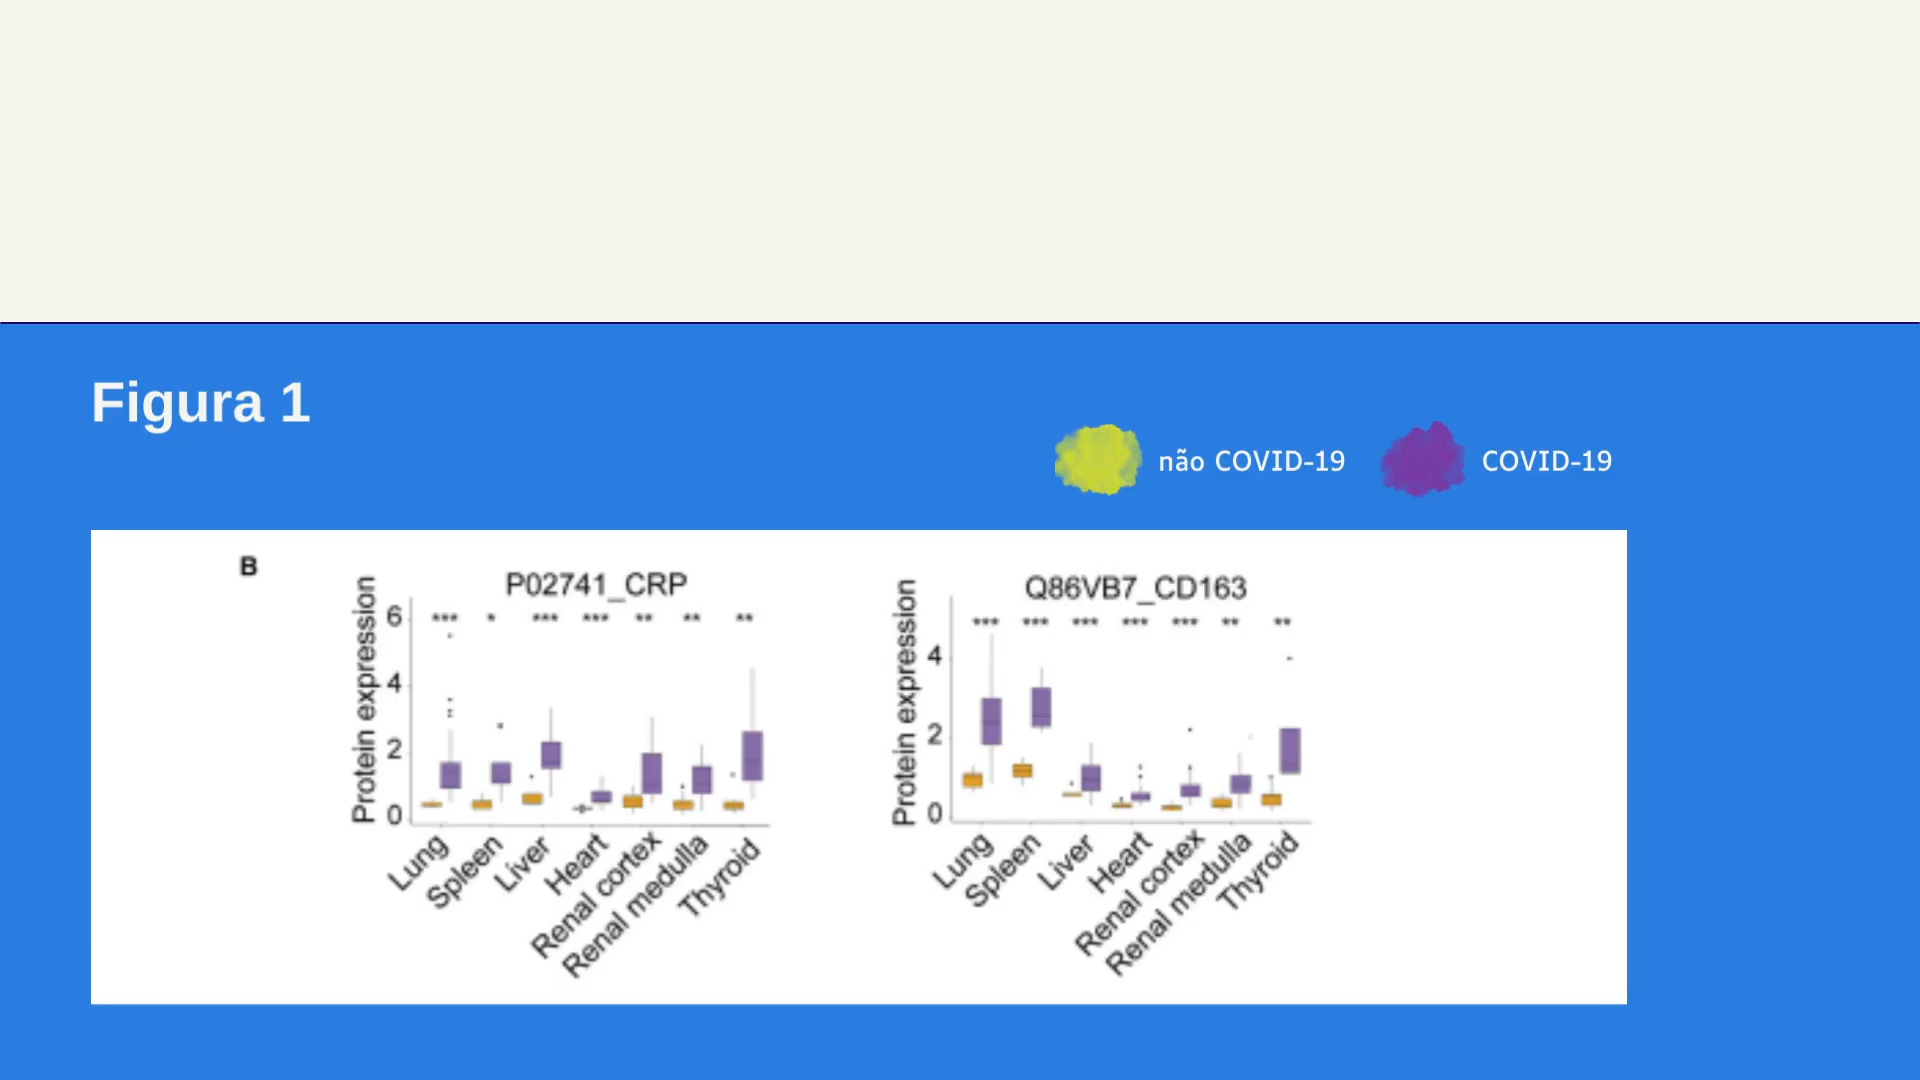 Figura 1
não COVID-19
COVID-19
B
P02741_CRP
Protein expression
6
4
2
0
*** * *** *** ** ** **
Lung
Spleen
Liver
Heart
Renal cortex
Renal medulla
Thyroid
Q86VB7_CD163
Protein expression
4
2
0
*** *** *** *** *** ** **
Lung
Spleen
Liver
Heart
Renal cortex
Renal medulla
Thyroid